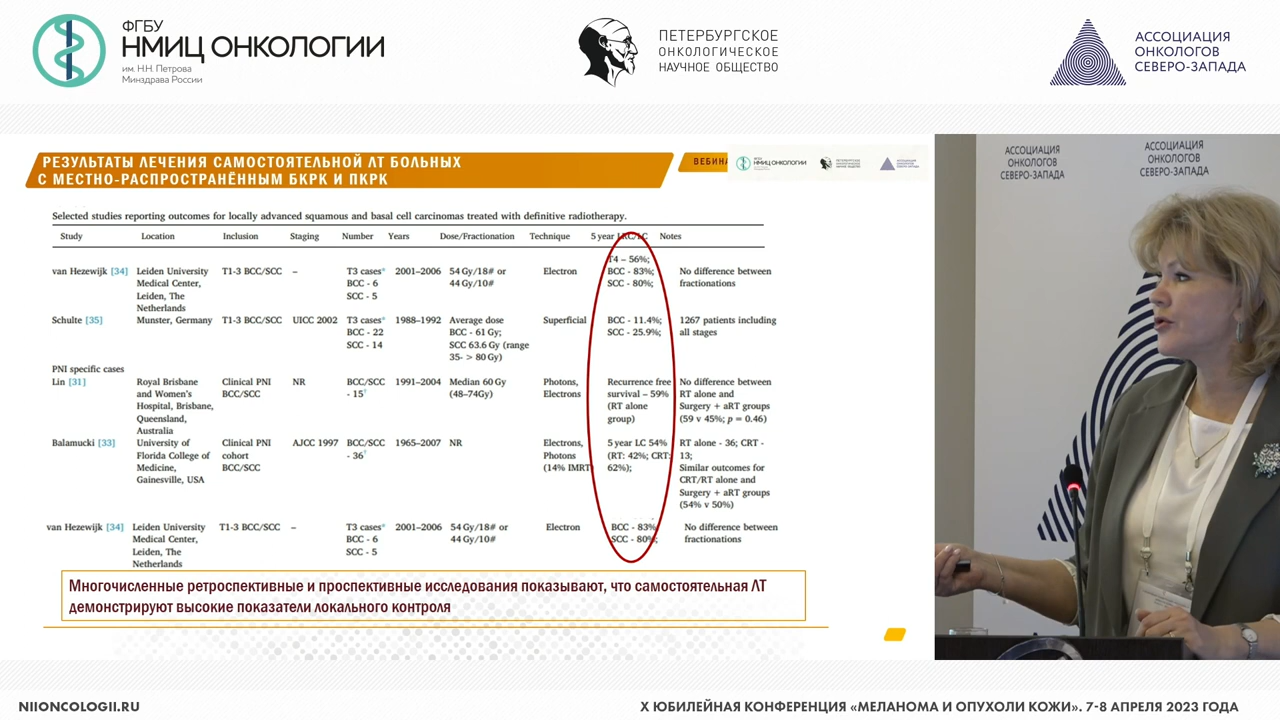 ФГБУ
НМИЦ ОНКОЛОГИИ
им. Н.Н. Петрова
Минздрава России
ПЕТЕРБУРГСКОЕ
ОНКОЛОГИЧЕСКОЕ
НАУЧНОЕ ОБЩЕСТВО
АССОЦИАЦИЯ
ОНКОЛОГОВ
СЕВЕРО-ЗАПАДА
РЕЗУЛЬТАТЫ ЛЕЧЕНИЯ САМОСТОЯТЕЛЬНОЙ ЛТ БОЛЬНЫХ
С МЕСТНО-РАСПРОСТРАНЁННЫМ БКРК И ПКРК
ВЕБИНА
НМИЦ ОНКОЛОГИИ
Selected studies reporting outcomes for locally advanced squamous and basal cell carcinomas treated with definitive radiotherapy.
Study Location Inclusion Staging Number Years Dose/Fractionation Technique 5 year LRC/LC Notes
T4 – 56%;
van Hezewijk [34] Leiden University T1-3 BCC/SCC – T3 cases* 2001–2006 54 Gy/18# or Electron BCC - 83%; No difference between
Medical Center, BCC - 6 44 Gy/10# SCC - 80%; fractionations
Leiden, The SCC - 5
Netherlands
Schulte [35] Munster, Germany T1-3 BCC/SCC UICC 2002 T3 cases* 1988–1992 Average dose Superficial BCC - 11.4%; 1267 patients including
BCC - 22 BCC - 61 Gy; SCC - 25.9%; all stages
SCC - 14 SCC 63.6 Gy (range
35- > 80 Gy)
PNI specific cases
Lin [31] Royal Brisbane Clinical PNI NR BCC/SCC 1991–2004 Median 60 Gy Photons, Recurrence free No difference between
and Women's BCC/SCC - 15† (48–74Gy) Electrons survival – 59% RT alone and
Hospital, Brisbane, (RT alone Surgery + aRT groups
Queensland, group) (59 v 45%; p = 0.46)
Australia
Balamucki [33] University of Clinical PNI AJCC 1997 BCC/SCC 1965–2007 NR Electrons, 5 year LC 54% RT alone - 36; CRT -
Florida College of cohort - 36† Photons (RT: 42%; CRT: 13;
Medicine, BCC/SCC (14% IMRT) 62%); Similar outcomes for
Gainesville, USA CRT/RT alone and
Surgery + aRT groups
(54% v 50%)
van Hezewijk [34] Leiden University T1-3 BCC/SCC – T3 cases* 2001–2006 54 Gy/18# or Electron BCC - 83% No difference between
Medical Center, BCC - 6 44 Gy/10# SCC - 80%; fractionations
Leiden, The SCC - 5
Netherlands
Многочисленные ретроспективные и проспективные исследования показывают, что самостоятельная ЛТ
демонстрируют высокие показатели локального контроля
АССОЦИАЦИЯ
ОНКОЛОГОВ
СЕВЕРО-ЗАПАДА
АССОЦИАЦИЯ
ОНКОЛОГОВ
СЕВЕРО-ЗАПАДА
NIIONCOLOGII.RU
X ЮБИЛЕЙНАЯ КОНФЕРЕНЦИЯ «МЕЛАНОМА И ОПУХОЛИ КОЖИ». 7-8 АПРЕЛЯ 2023 ГОДА